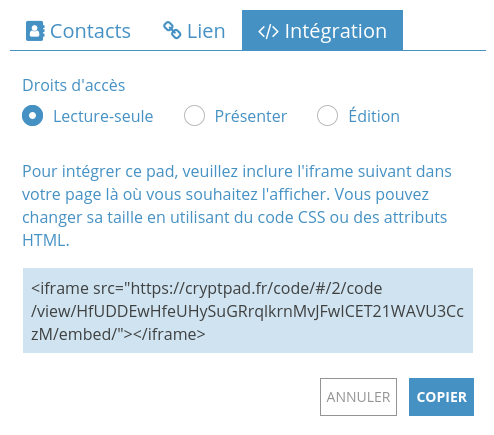 Contacts Lien </> Intégration
Droits d'accès
Lecture-seule Présenter Édition
Pour intégrer ce pad, veuillez inclure l'iframe suivant dans
votre page là où vous souhaitez l'afficher. Vous pouvez
changer sa taille en utilisant du code CSS ou des attributs
HTML.
<iframe src="https://cryptpad.fr/code/#/2/code
/view/HfUDDEwHfeUHySuGRrqIkrnMvJFwICET21WAVU3Cc
zM/embed/"></iframe>
ANNULER COPIER